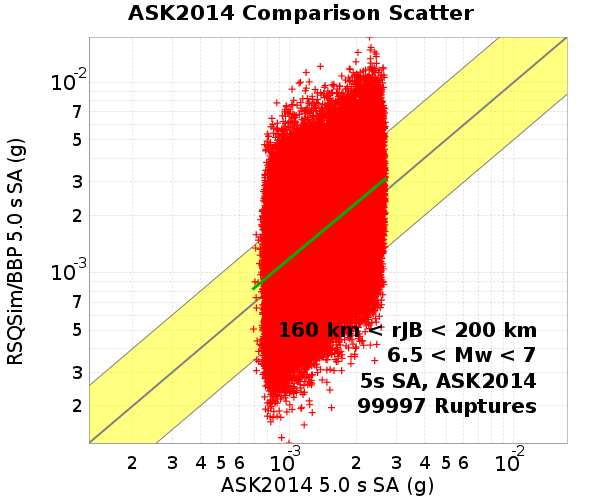 ASK2014 Comparison Scatter
RSQSim/BBP 5.0 s SA (g)
10⁻²
7
5
3
2
10⁻³
7
5
3
2
160 km < rJB < 200 km
6.5 < Mw < 7
5s SA, ASK2014
99997 Ruptures
2 3 4 5 6 10⁻³ 2 3 4 5 6 10⁻²
ASK2014 5.0 s SA (g)